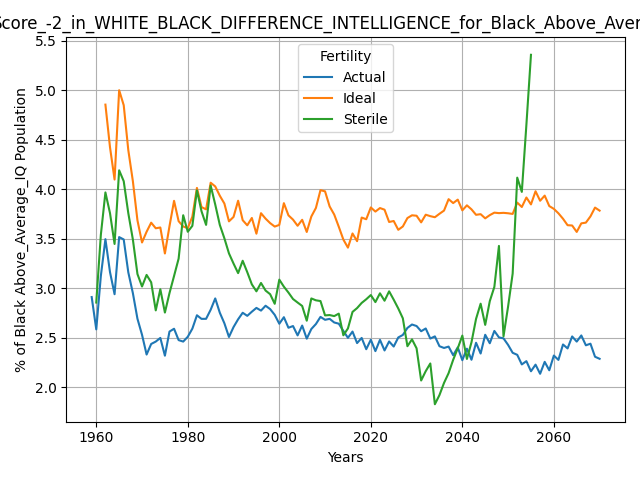 Score_-2_in_WHITE_BLACK_DIFFERENCE_INTELLIGENCE_for_Black_Above_Aver
Fertility
Actual
Ideal
Sterile
5.5
5.0
4.5
4.0
3.5
3.0
2.5
2.0
% of Black Above_Average_IQ Population
1960
1980
2000
2020
2040
2060
Years